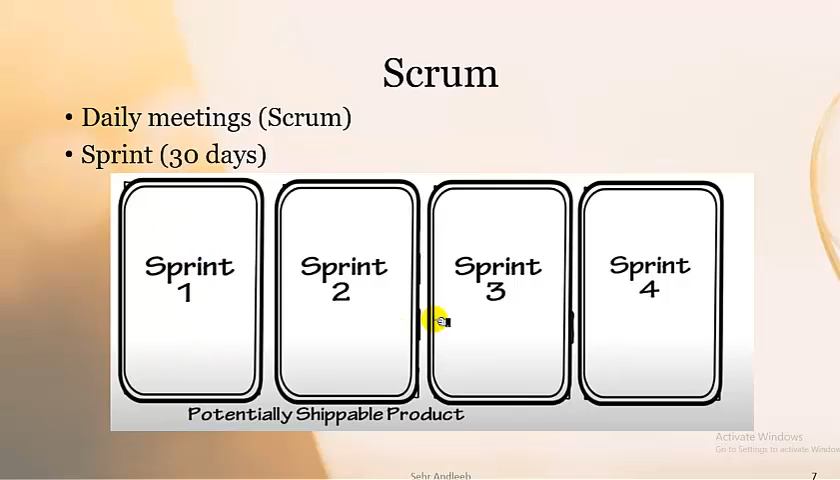 Scrum
• Daily meetings (Scrum)
• Sprint (30 days)
Sprint
1
Sprint
2
Sprint
3
Sprint
4
Potentially Shippable Product
Activate Windows
Go to Settings to activate Window
Sehr Andleeb
7